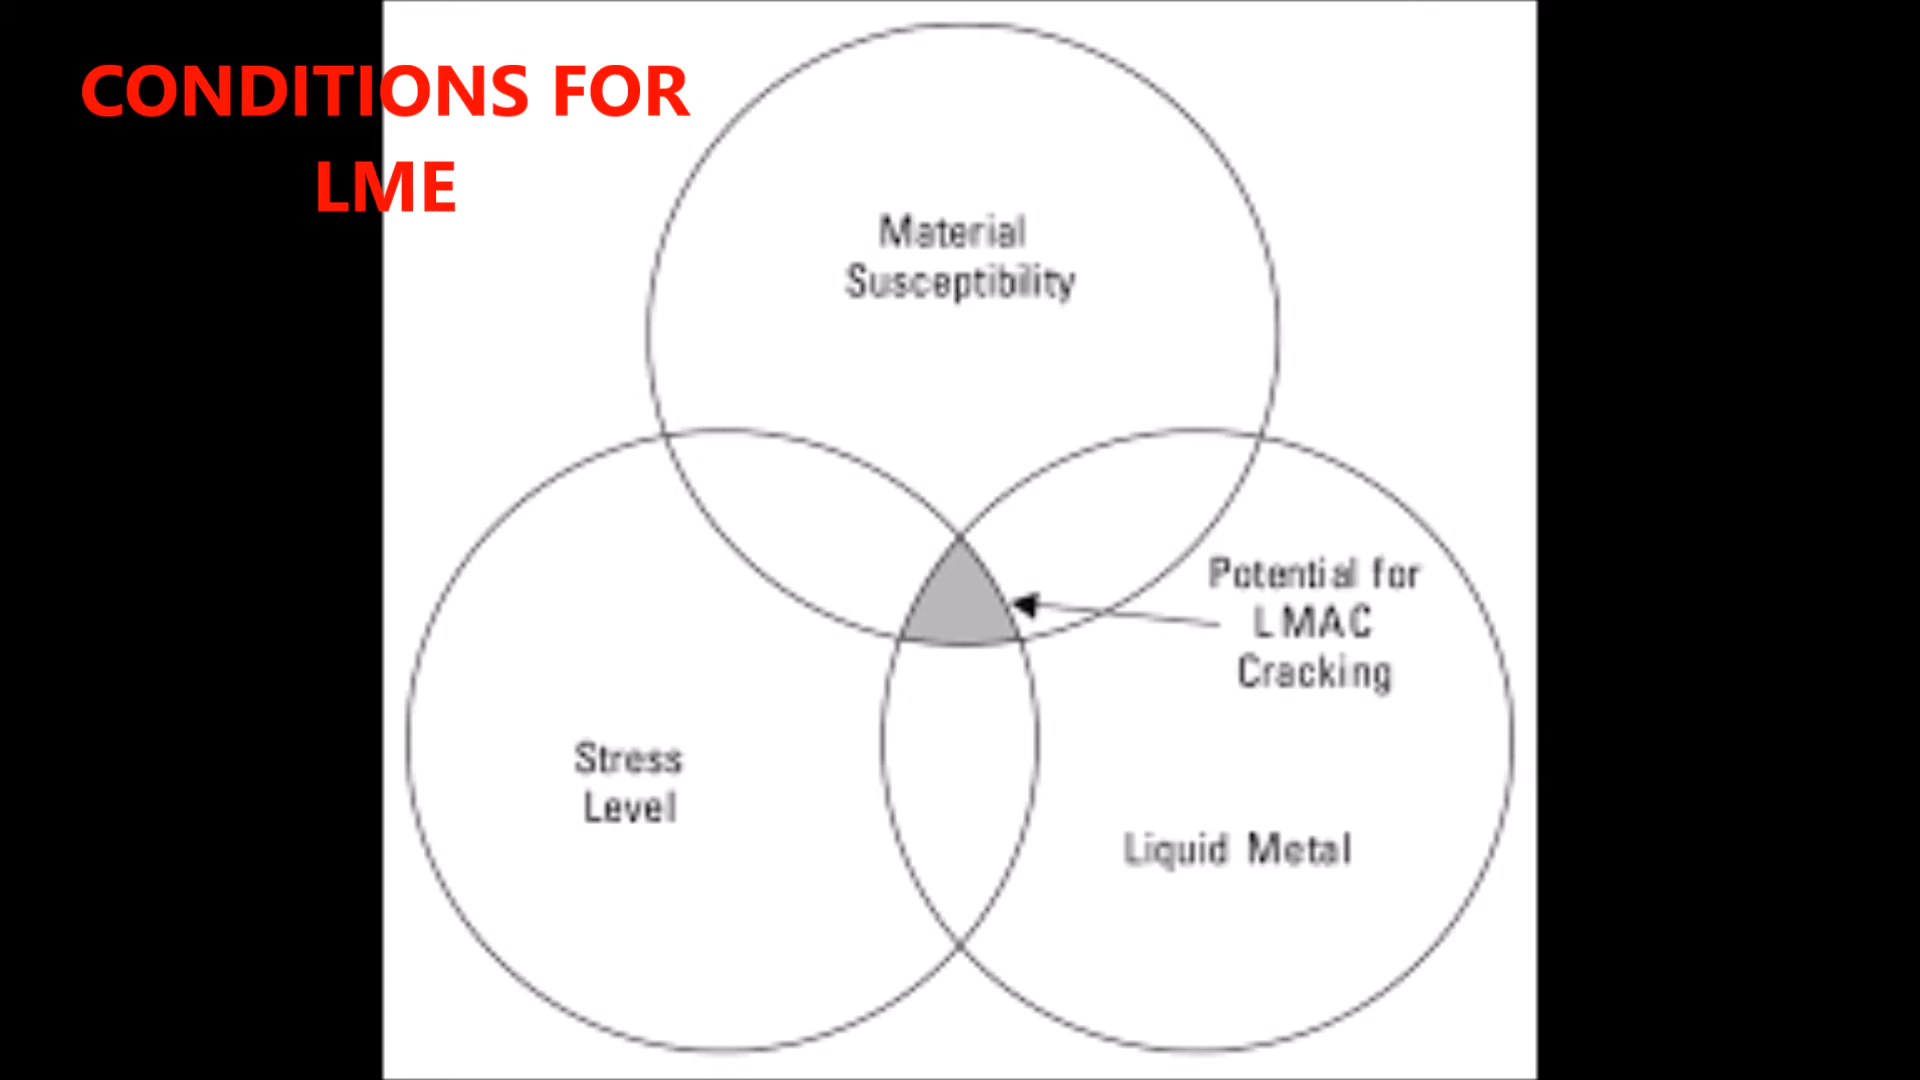 CONDITIONS FOR
LME
Material
Susceptibility
Potential for
LMAC
Cracking
Stress
Level
Liquid Metal